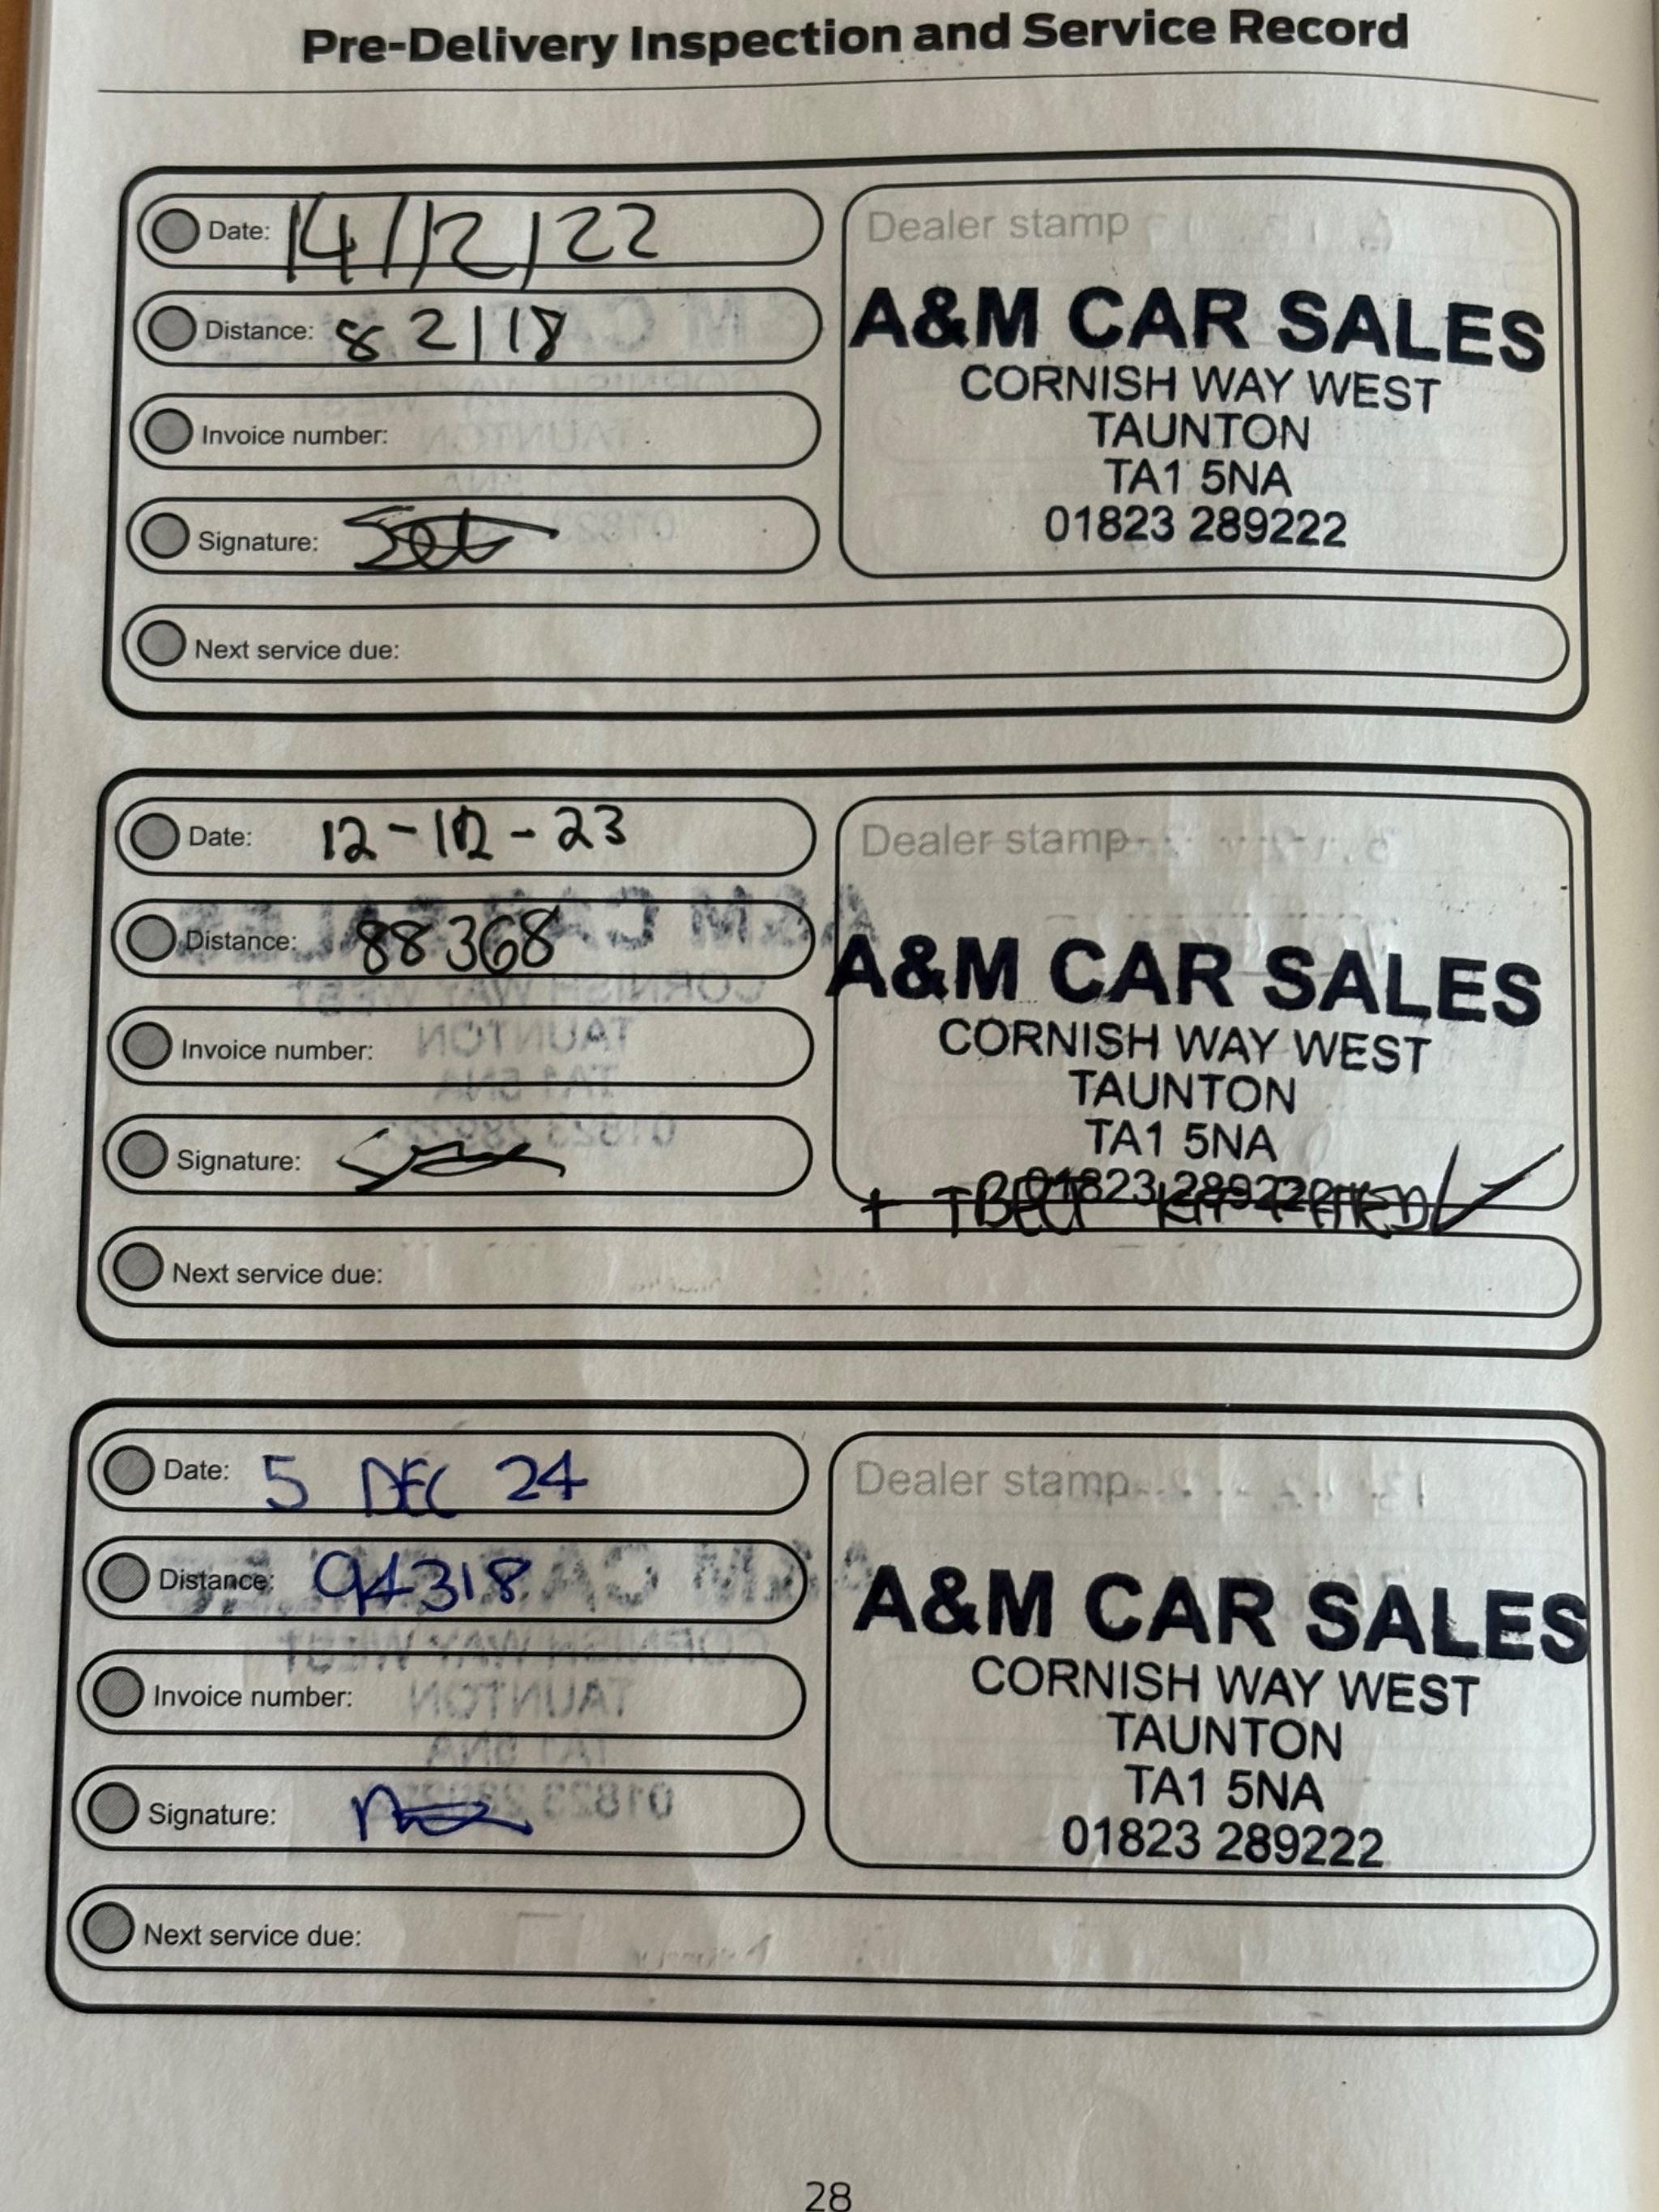 Pre-Delivery Inspection and Service Record
Date: 14/12/22
Distance: 82118
Invoice number:
Signature:
Next service due:
Dealer stamp
A&M CAR SALES
CORNISH WAY WEST
TAUNTON
TA1 5NA
01823 289222
Date: 12-12-23
Distance: 88368
Invoice number:
Signature:
Next service due:
Dealer stamp
A&M CAR SALES
CORNISH WAY WEST
TAUNTON
TA1 5NA
01823 289222
+ TBELT KIT FITTED
Date: 5 DEC 24
Distance: 94318
Invoice number:
Signature:
Next service due:
Dealer stamp
A&M CAR SALES
CORNISH WAY WEST
TAUNTON
TA1 5NA
01823 289222
28